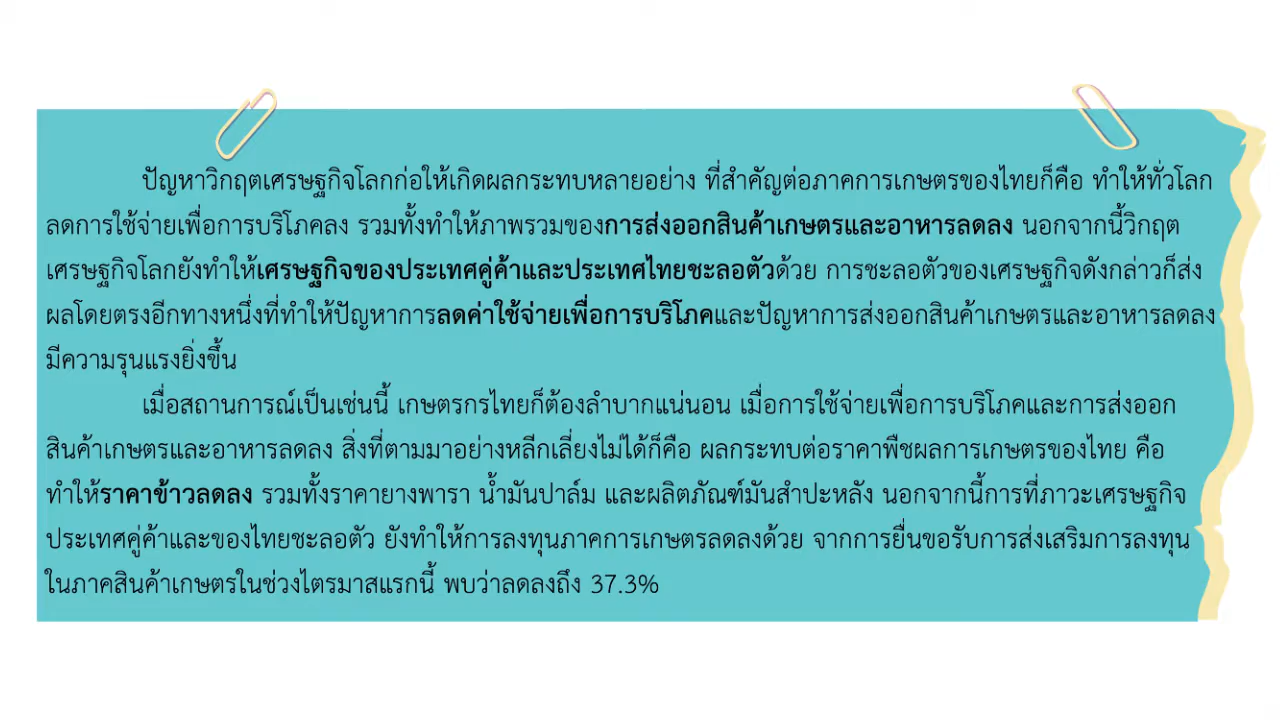 ปัญหาวิกฤตเศรษฐกิจโลกก่อให้เกิดผลกระทบหลายอย่าง ที่สำคัญต่อภาคการเกษตรของไทยก็คือ ทำให้ทั่วโลก
ลดการใช้จ่ายเพื่อการบริโภคลง รวมทั้งทำให้ภาพรวมของการส่งออกสินค้าเกษตรและอาหารลดลง นอกจากนี้วิกฤต
เศรษฐกิจโลกยังทำให้เศรษฐกิจของประเทศคู่ค้าและประเทศไทยชะลอตัวด้วย การชะลอตัวของเศรษฐกิจดังกล่าวก็ส่ง
ผลโดยตรงอีกทางหนึ่งที่ทำให้ปัญหาการลดค่าใช้จ่ายเพื่อการบริโภคและปัญหาการส่งออกสินค้าเกษตรและอาหารลดลง
มีความรุนแรงยิ่งขึ้น
เมื่อสถานการณ์เป็นเช่นนี้ เกษตรกรไทยก็ต้องลำบากแน่นอน เมื่อการใช้จ่ายเพื่อการบริโภคและการส่งออก
สินค้าเกษตรและอาหารลดลง สิ่งที่ตามมาอย่างหลีกเลี่ยงไม่ได้ก็คือ ผลกระทบต่อราคาพืชผลการเกษตรของไทย คือ
ทำให้ราคาข้าวลดลง รวมทั้งราคายางพารา น้ำมันปาล์ม และผลิตภัณฑ์มันสำปะหลัง นอกจากนี้การที่ภาวะเศรษฐกิจ
ประเทศคู่ค้าและของไทยชะลอตัว ยังทำให้การลงทุนภาคการเกษตรลดลงด้วย จากการยื่นขอรับการส่งเสริมการลงทุน
ในภาคสินค้าเกษตรในช่วงไตรมาสแรกนี้ พบว่าลดลงถึง 37.3%